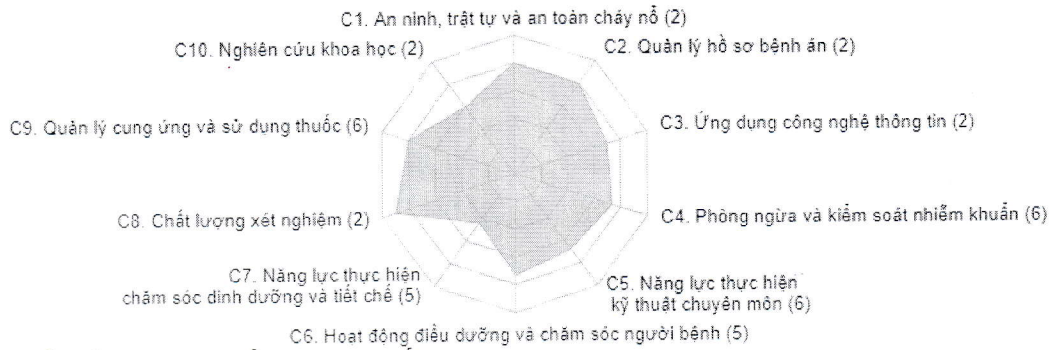 C1. An ninh, trật tự và an toàn cháy nổ (2)
C2. Quản lý hồ sơ bệnh án (2)
C3. Ứng dụng công nghệ thông tin (2)
C4. Phòng ngừa và kiểm soát nhiễm khuẩn (6)
C5. Năng lực thực hiện
kỹ thuật chuyên môn (6)
C6. Hoạt động điều dưỡng và chăm sóc người bệnh (5)
C7. Năng lực thực hiện
chăm sóc dinh dưỡng và tiết chế (5)
C8. Chất lượng xét nghiệm (2)
C9. Quản lý cung ứng và sử dụng thuốc (6)
C10. Nghiên cứu khoa học (2)